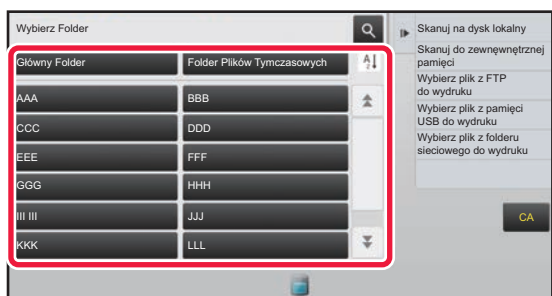 Wybierz Folder
Główny Folder
Folder Plików Tymczasowych
AAA
BBB
CCC
DDD
EEE
FFF
GGG
HHH
III III
JJJ
KKK
LLL
Skanuj na dysk lokalny
Skanuj do zewnęwnętrznej
pamięci
Wybierz plik z FTP
do wydruku
Wybierz plik z pamięci
USB do wydruku
Wybierz plik z folderu
sieciowego do wydruku
CA